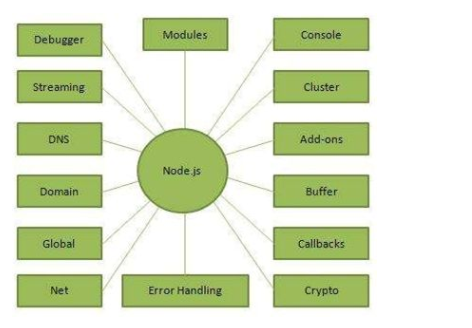 Debugger
Modules
Console
Streaming
Cluster
DNS
Add-ons
Node.js
Domain
Buffer
Global
Callbacks
Net
Error Handling
Crypto